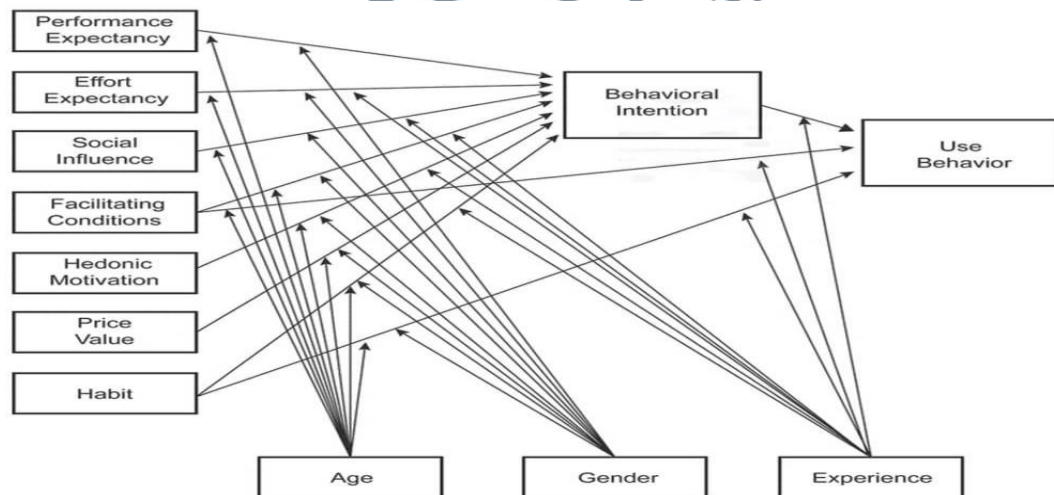 Performance
Expectancy
Effort
Expectancy
Social
Influence
Facilitating
Conditions
Hedonic
Motivation
Price
Value
Habit
Behavioral
Intention
Use
Behavior
Age
Gender
Experience